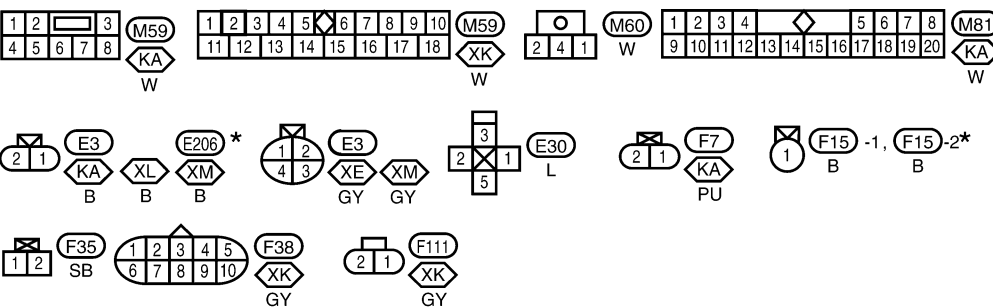 1 2 3 M59 1 2 3 4 5 6 7 8 9 10 M59 M60 1 2 3 4 5 6 7 8 M81
4 5 6 7 8 KA 11 12 13 14 15 16 17 18 XK 2 4 1 W 9 10 11 12 13 14 15 16 17 18 19 20 KA
W W W
2 1 E3 E206 * 1 2 E3 3 E30 F7 1 F15 -1, F15 -2*
KA XL XM 4 3 XE XM 2 1 L 2 1 KA B B
B B B GY GY 5 PU
F35 1 2 3 4 5 F38 F111
1 2 SB 6 7 8 9 10 XK 2 1 XK
GY GY